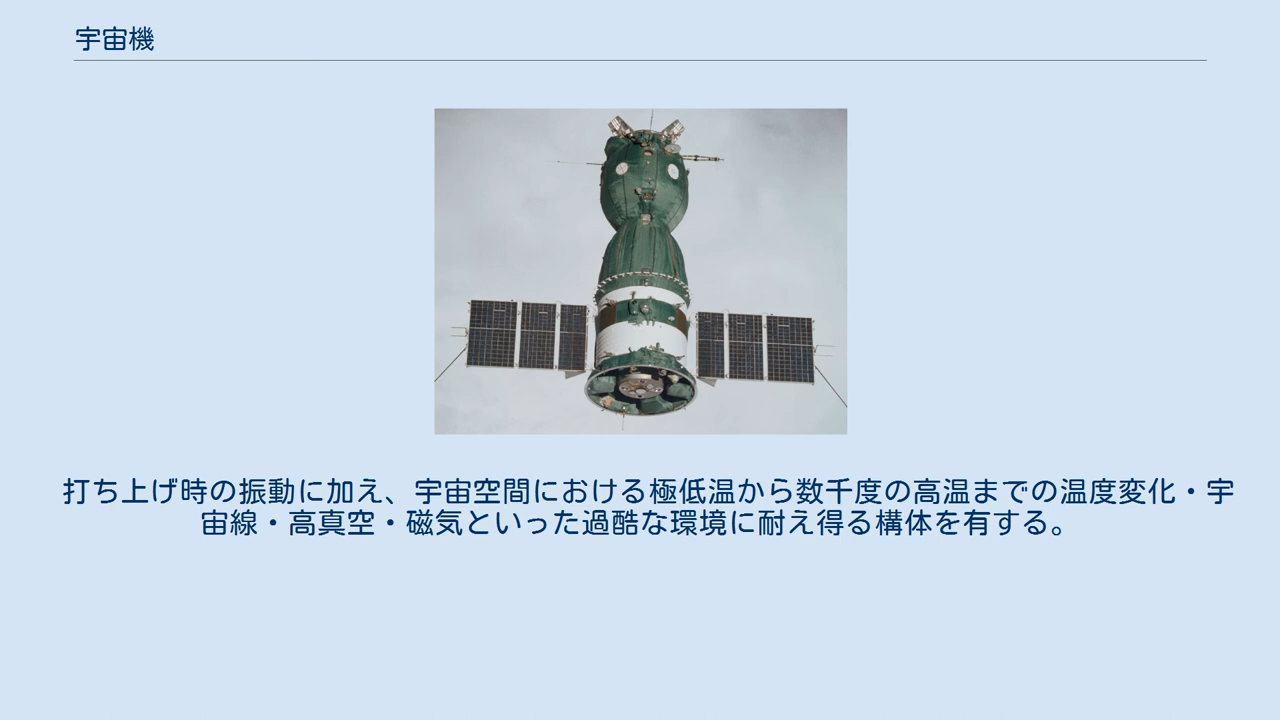 宇宙機
打ち上げ時の振動に加え、宇宙空間における極低温から数千度の高温までの温度変化・宇
宙線・高真空・磁気といった過酷な環境に耐え得る構体を有する。